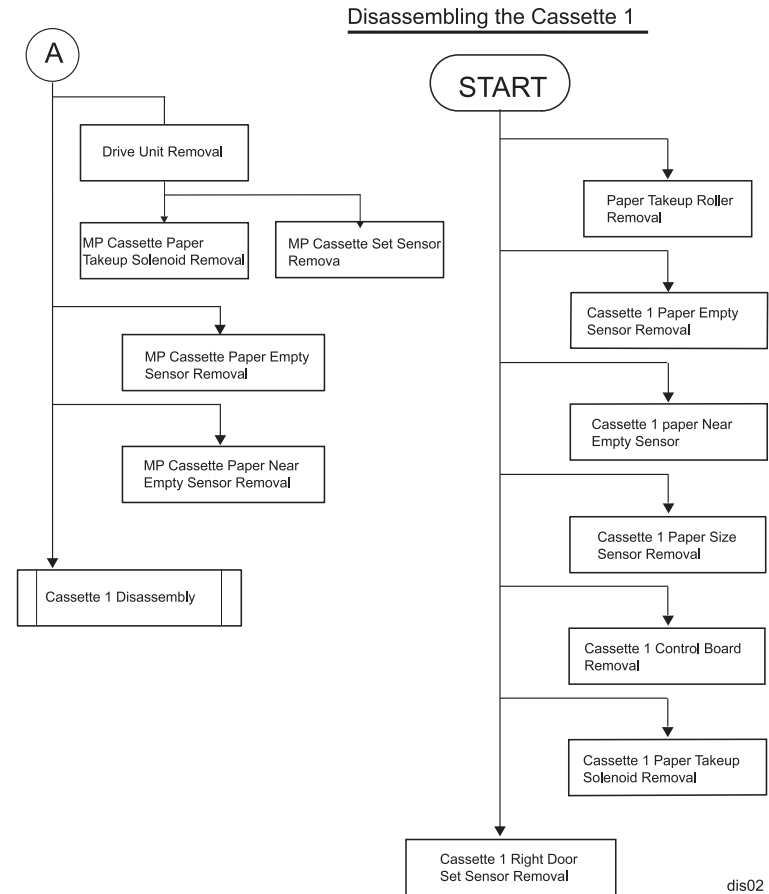 Disassembling the Cassette 1
A
Drive Unit Removal
MP Cassette Paper
Takeup Solenoid Removal
MP Cassette Set Sensor
Remova
MP Cassette Paper Empty
Sensor Removal
MP Cassette Paper Near
Empty Sensor Removal
Cassette 1 Disassembly
START
Paper Takeup Roller
Removal
Cassette 1 Paper Empty
Sensor Removal
Cassette 1 paper Near
Empty Sensor
Cassette 1 Paper Size
Sensor Removal
Cassette 1 Control Board
Removal
Cassette 1 Paper Takeup
Solenoid Removal
Cassette 1 Right Door
Set Sensor Removal
dis02